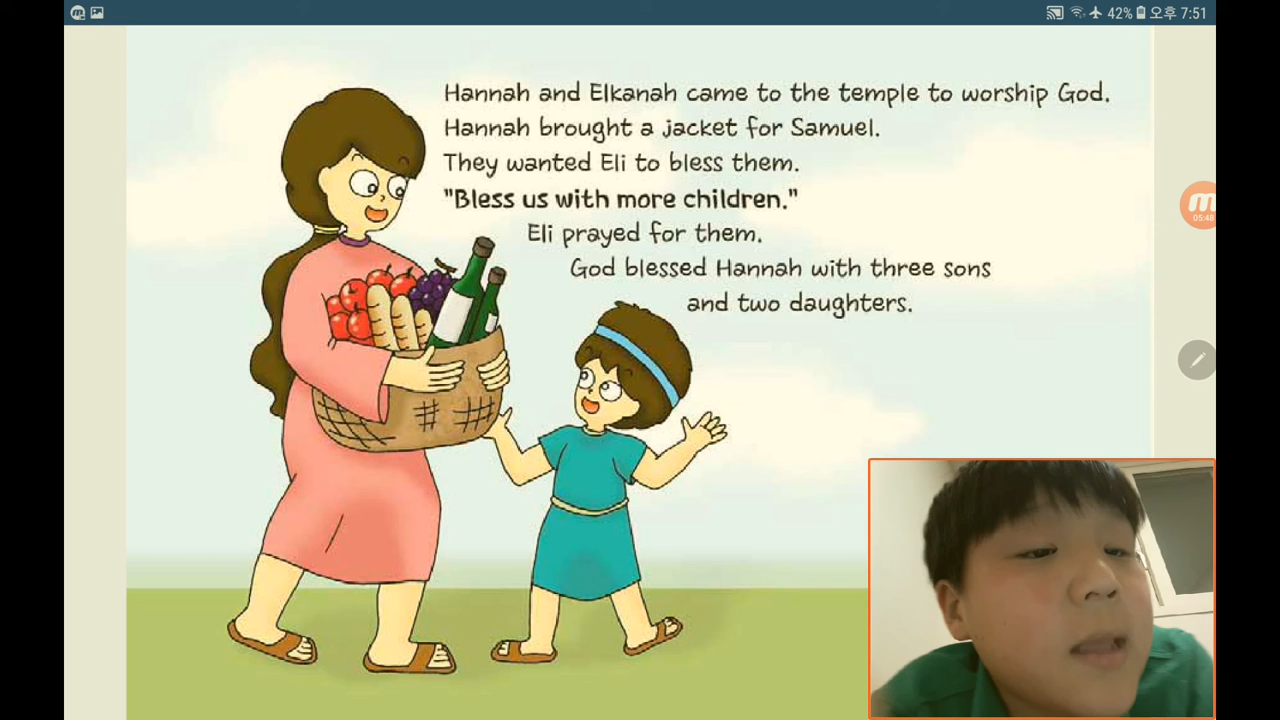 42% 오후 7:51
Hannah and Elkanah came to the temple to worship God.
Hannah brought a jacket for Samuel.
They wanted Eli to bless them.
"Bless us with more children."
Eli prayed for them.
God blessed Hannah with three sons
and two daughters.
m
05:48